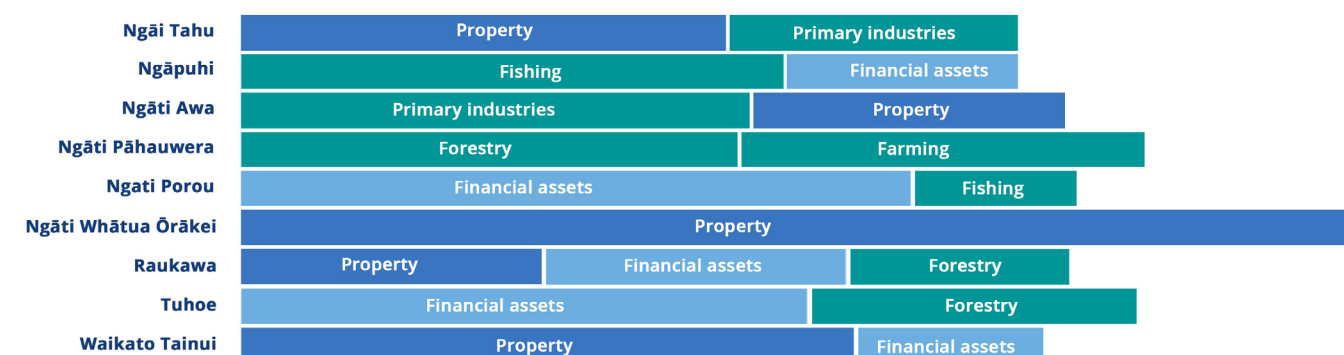 Ngāi Tahu Property Primary industries
Ngāpuhi Fishing Financial assets
Ngāti Awa Primary industries Property
Ngāti Pāhauwera Forestry Farming
Ngati Porou Financial assets Fishing
Ngāti Whātua Ōrākei Property
Raukawa Property Financial assets Forestry
Tuhoe Financial assets Forestry
Waikato Tainui Property Financial assets